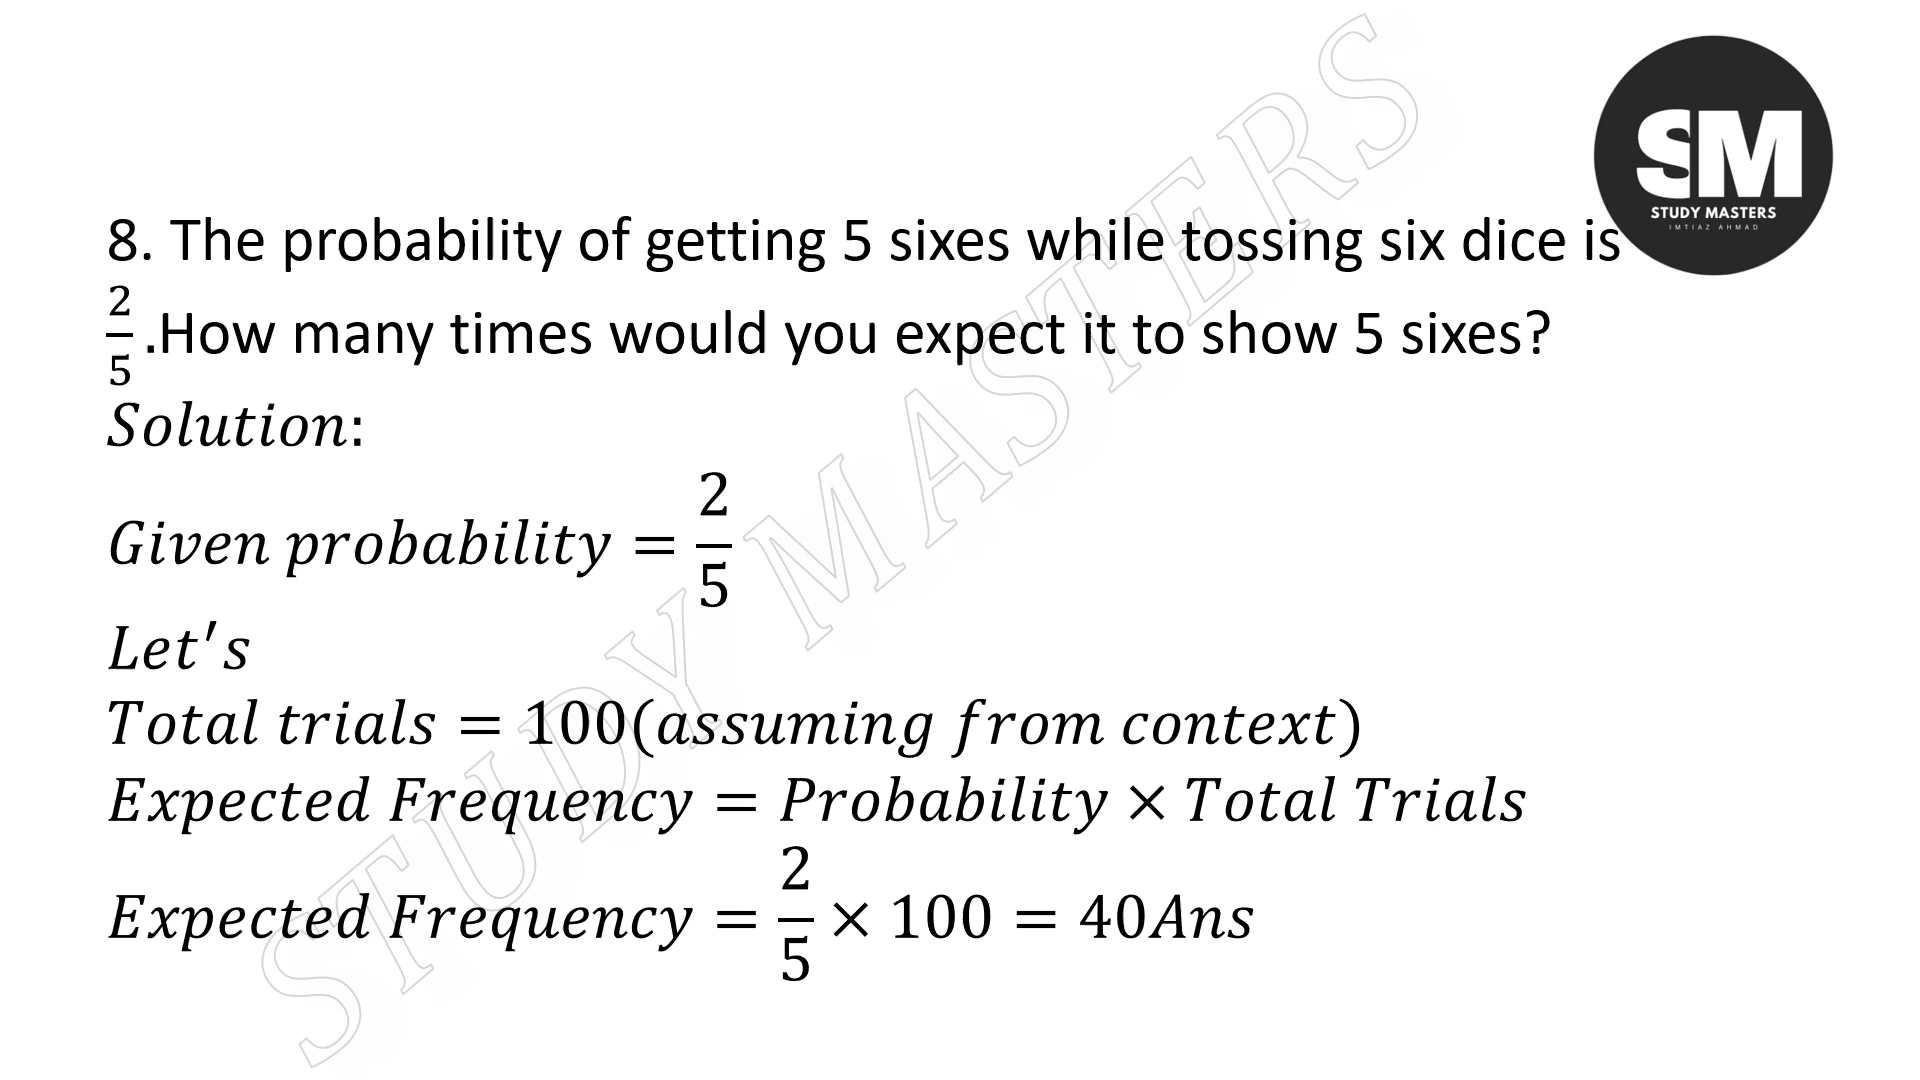 SM
STUDY MASTERS
IMTIAZ AHMAD
8. The probability of getting 5 sixes while tossing six dice is
2/5 .How many times would you expect it to show 5 sixes?
Solution:
Given probability = 2/5
Let's
Total trials = 100(assuming from context)
Expected Frequency = Probability × Total Trials
Expected Frequency = 2/5 × 100 = 40Ans
STUDY MASTERS